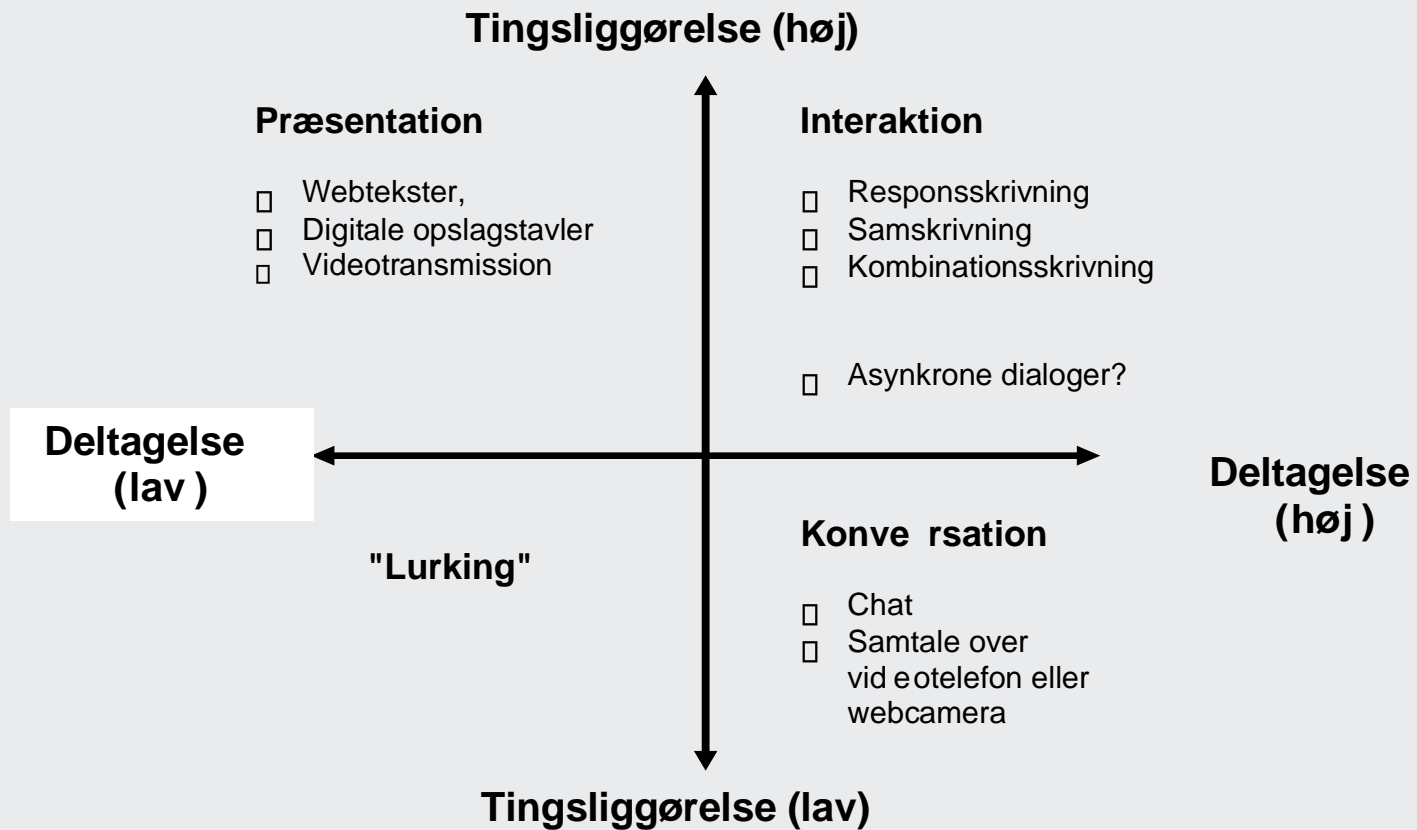 Tingsliggørelse (høj)
Præsentation
Webtekster,
Digitale opslagstavler
Videotransmission
Interaktion
Responsskrivning
Samskrivning
Kombinationsskrivning
Asynkrone dialoger?
Deltagelse
(lav )
Deltagelse
(høj )
"Lurking"
Konve rsation
Chat
Samtale over
vid eotelefon eller
webcamera
Tingsliggørelse (lav)